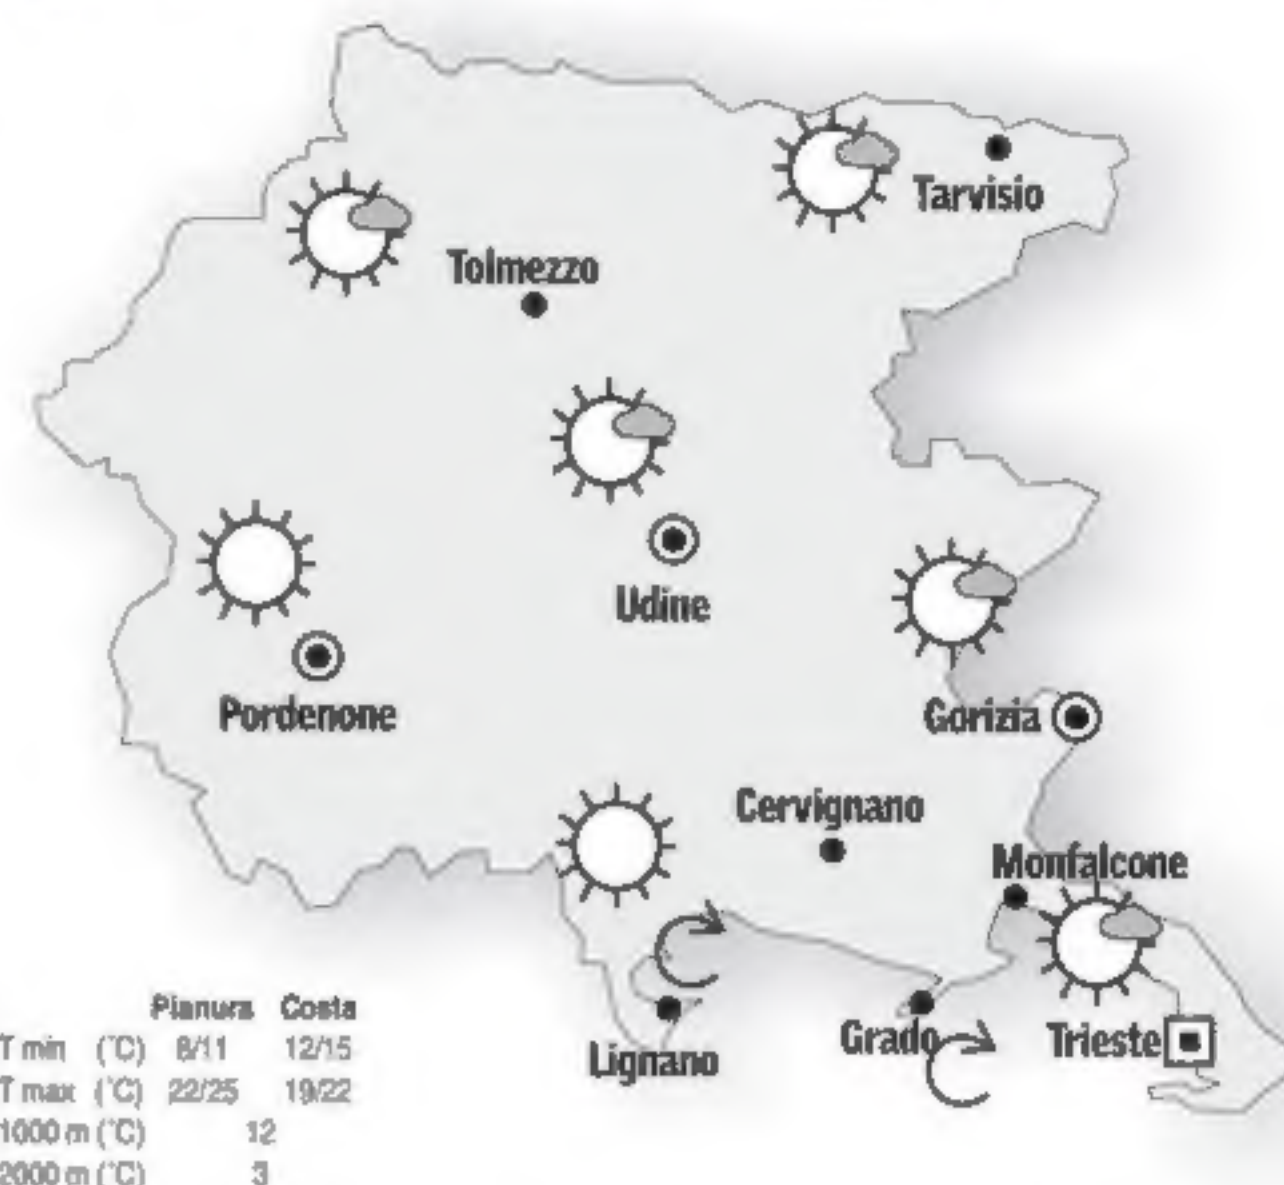 Tarvisio
Tolmezzo
Udine
Pordenone
Gorizia
Cervignano
Monfalcone
Grado
Trieste
Lignano
Pianura Costa
T min (°C) 8/11 12/15
T max (°C) 22/25 19/22
1000 m (°C) 12
2000 m (°C) 3